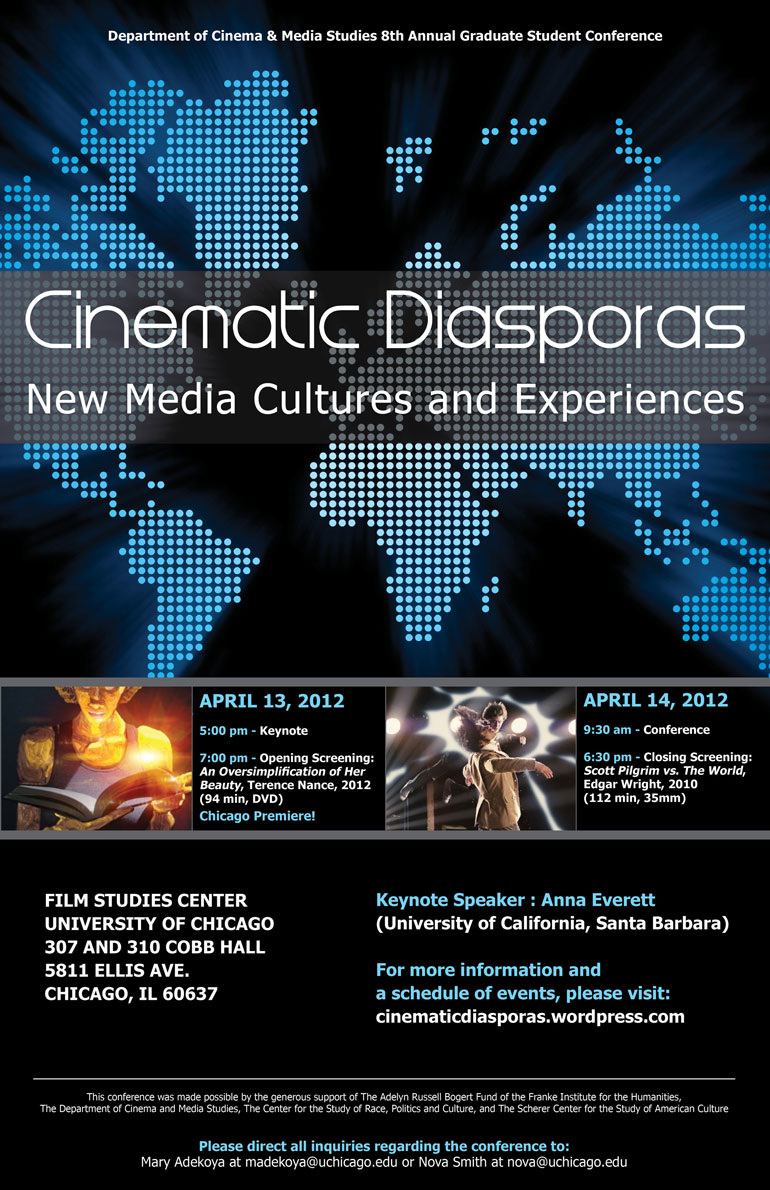 Department of Cinema & Media Studies 8th Annual Graduate Student Conference
Cinematic Diasporas
New Media Cultures and Experiences
APRIL 13, 2012
5:00 pm - Keynote
7:00 pm - Opening Screening:
An Oversimplification of Her
Beauty, Terence Nance, 2012
(94 min, DVD)
Chicago Premiere!
APRIL 14, 2012
9:30 am - Conference
6:30 pm - Closing Screening:
Scott Pilgrim vs. The World,
Edgar Wright, 2010
(112 min, 35mm)
FILM STUDIES CENTER
UNIVERSITY OF CHICAGO
307 AND 310 COBB HALL
5811 ELLIS AVE.
CHICAGO, IL 60637
Keynote Speaker : Anna Everett
(University of California, Santa Barbara)
For more information and
a schedule of events, please visit:
cinematicdiasporas.wordpress.com
This conference was made possible by the generous support of The Adelyn Russell Bogert Fund of the Franke Institute for the Humanities,
The Department of Cinema and Media Studies, The Center for the Study of Race, Politics and Culture, and The Scherer Center for the Study of American Culture
Please direct all inquiries regarding the conference to:
Mary Adekoya at madekoya@uchicago.edu or Nova Smith at nova@uchicago.edu